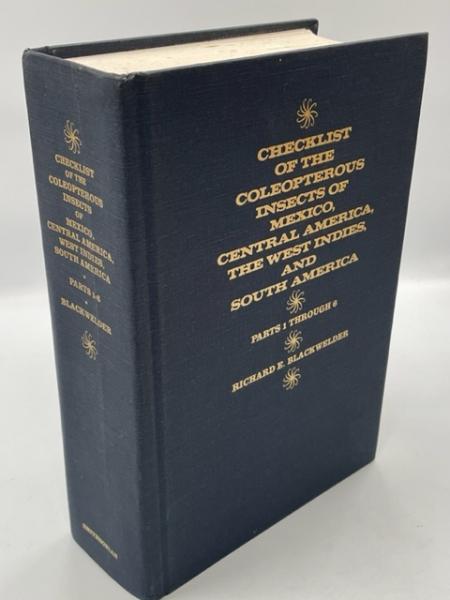 CHECKLIST
OF THE
COLEOPTEROUS
INSECTS
OF
MEXICO,
CENTRAL AMERICA,
WEST INDIES,
SOUTH AMERICA
PARTS 1-6
BLACKWELDER
SMITHSONIAN
CHECKLIST
OF THE
COLEOPTEROUS
INSECTS OF
MEXICO,
CENTRAL AMERICA,
THE WEST INDIES,
AND
SOUTH AMERICA
PARTS 1 THROUGH 6
RICHARD E. BLACKWELDER